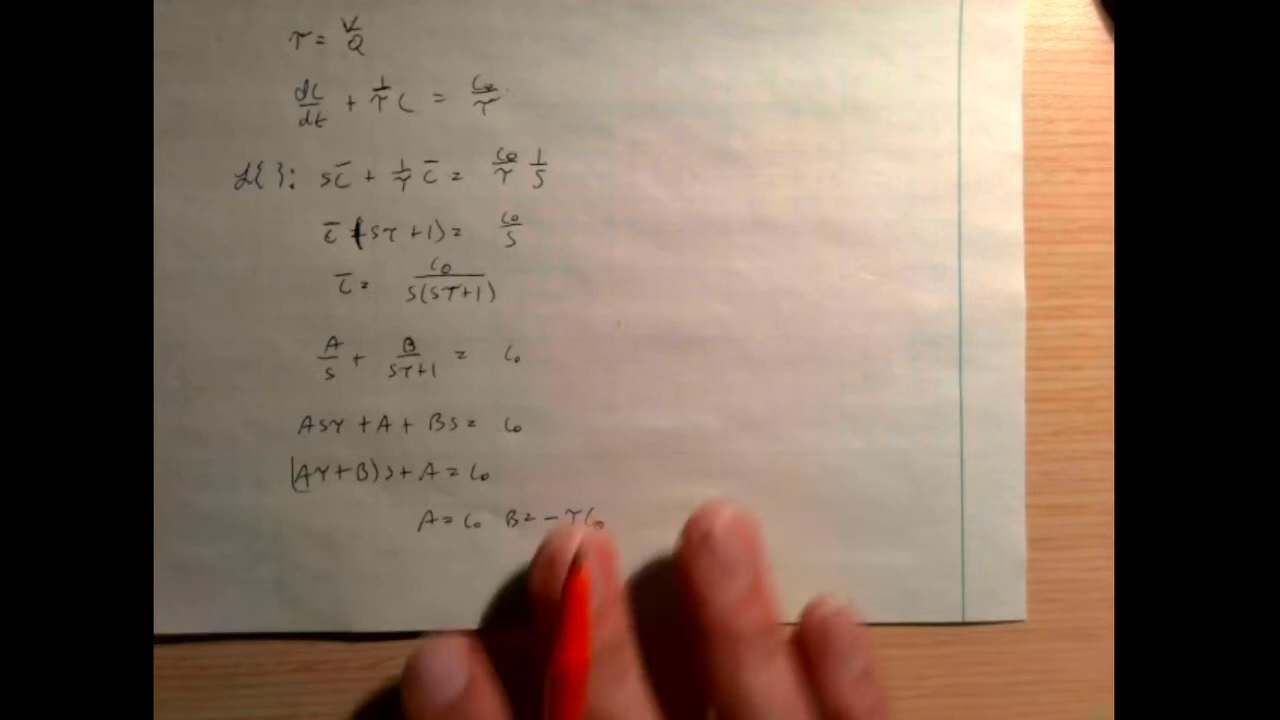 τ = V/Q
dC/dt + 1/τ C = C₀/τ
ℒ{ }: sC̄ + 1/τ C̄ = C₀/τ 1/s
C̄ (sτ + 1) = C₀/s
C̄ = C₀/(s(sτ+1))
A/s + B/(sτ+1) = C₀
Asτ + A + Bs = C₀
(Aτ + B)s + A = C₀
A = C₀ B = -τC₀